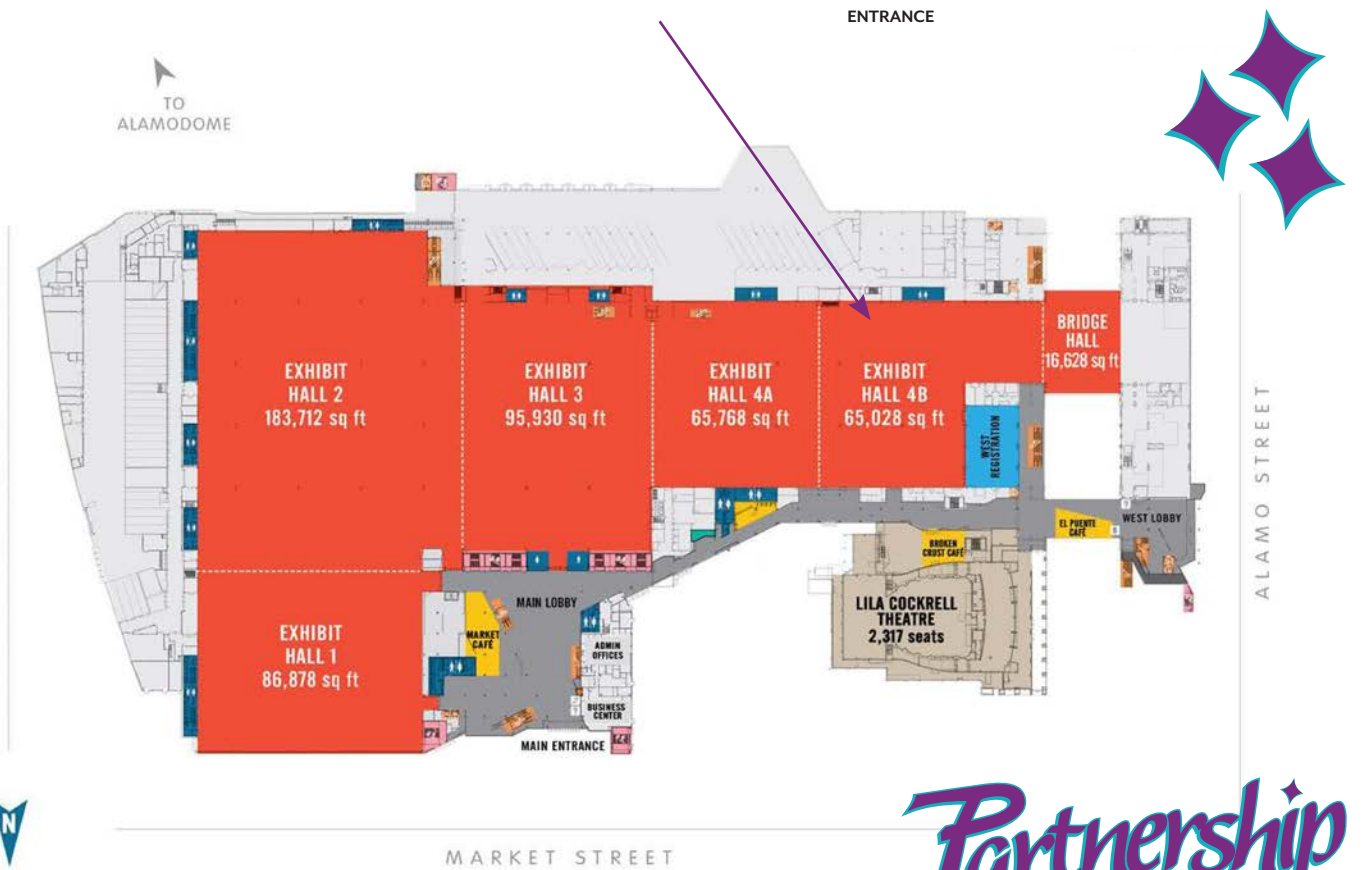 ENTRANCE
TO
ALAMODOME
EXHIBIT
HALL 2
183,712 sq ft
EXHIBIT
HALL 3
95,930 sq ft
EXHIBIT
HALL 4A
65,768 sq ft
EXHIBIT
HALL 4B
65,028 sq ft
BRIDGE
HALL
16,628 sq ft
WEST
REGISTRATION
ALAMO STREET
EL PUENTE
CAFÉ
WEST LOBBY
BROKEN
CRUST CAFÉ
LILA COCKRELL
THEATRE
2,317 seats
MAIN LOBBY
MARKET
CAFÉ
ADMIN
OFFICES
BUSINESS
CENTER
EXHIBIT
HALL 1
86,878 sq ft
MAIN ENTRANCE
N
MARKET STREET
Partnership